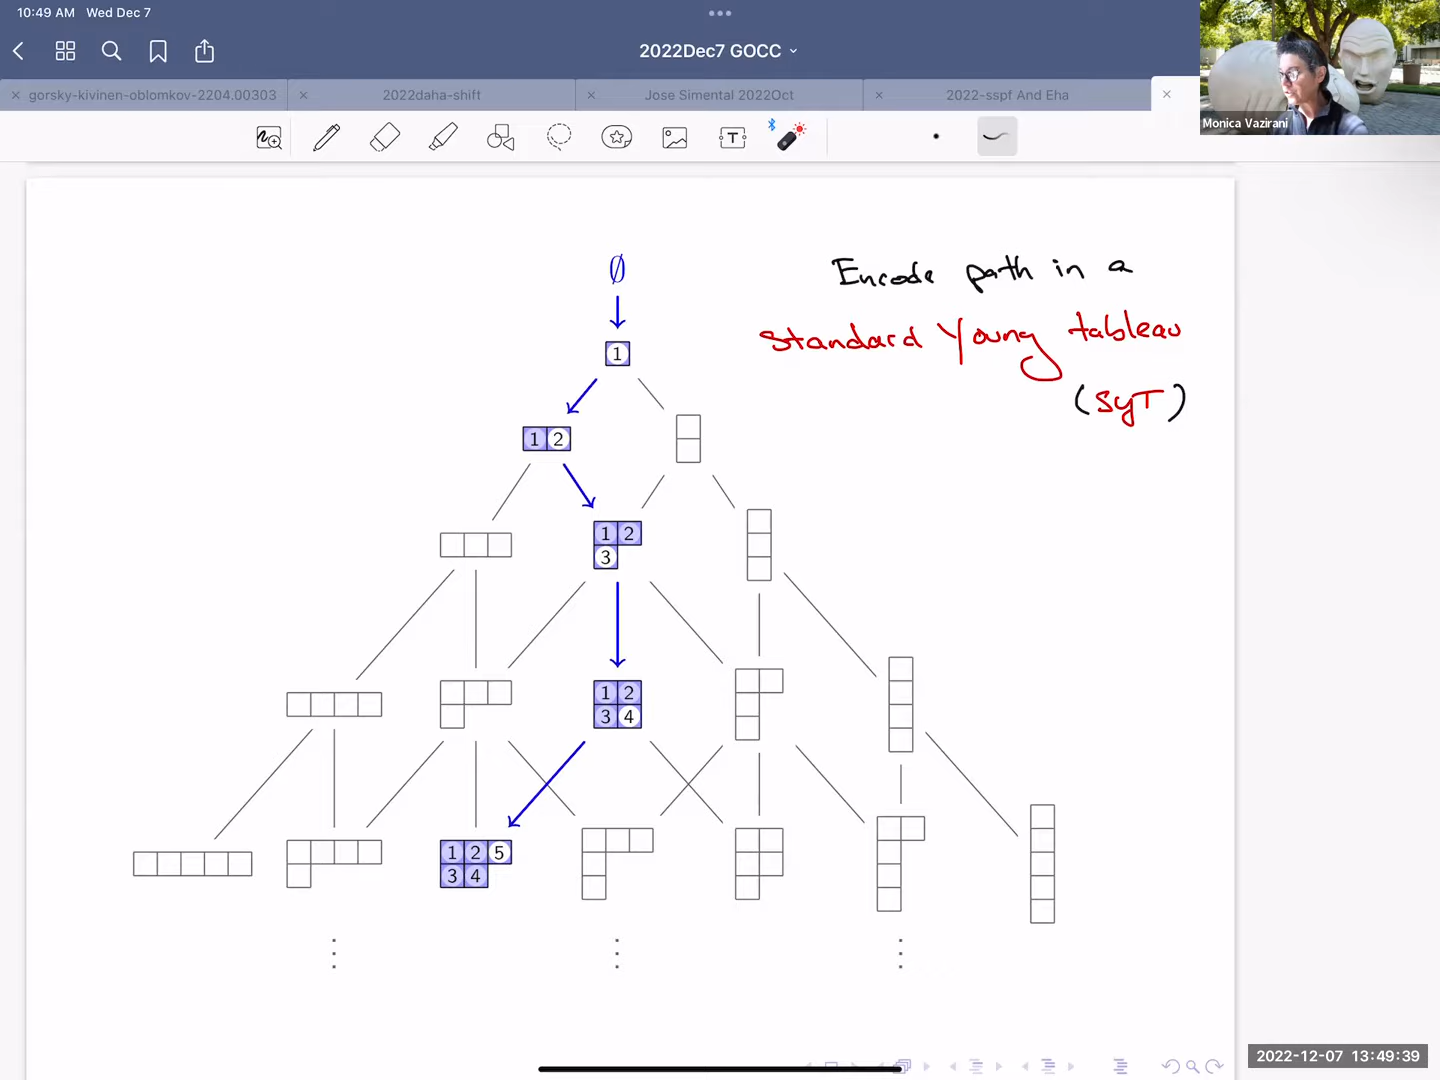 10:49 AM Wed Dec 7
2022Dec7 GOCC
gorsky-kivinen-oblomkov-2204.00303
2022daha-shift
Jose Simental 2022Oct
2022-sspf And Eha
T
Monica Vazirani
∅
Encode path in a
Standard Young tableau
(SYT)
1
1 2
1 2
3
1 2
3 4
1 2 5
3 4
2022-12-07 13:49:39